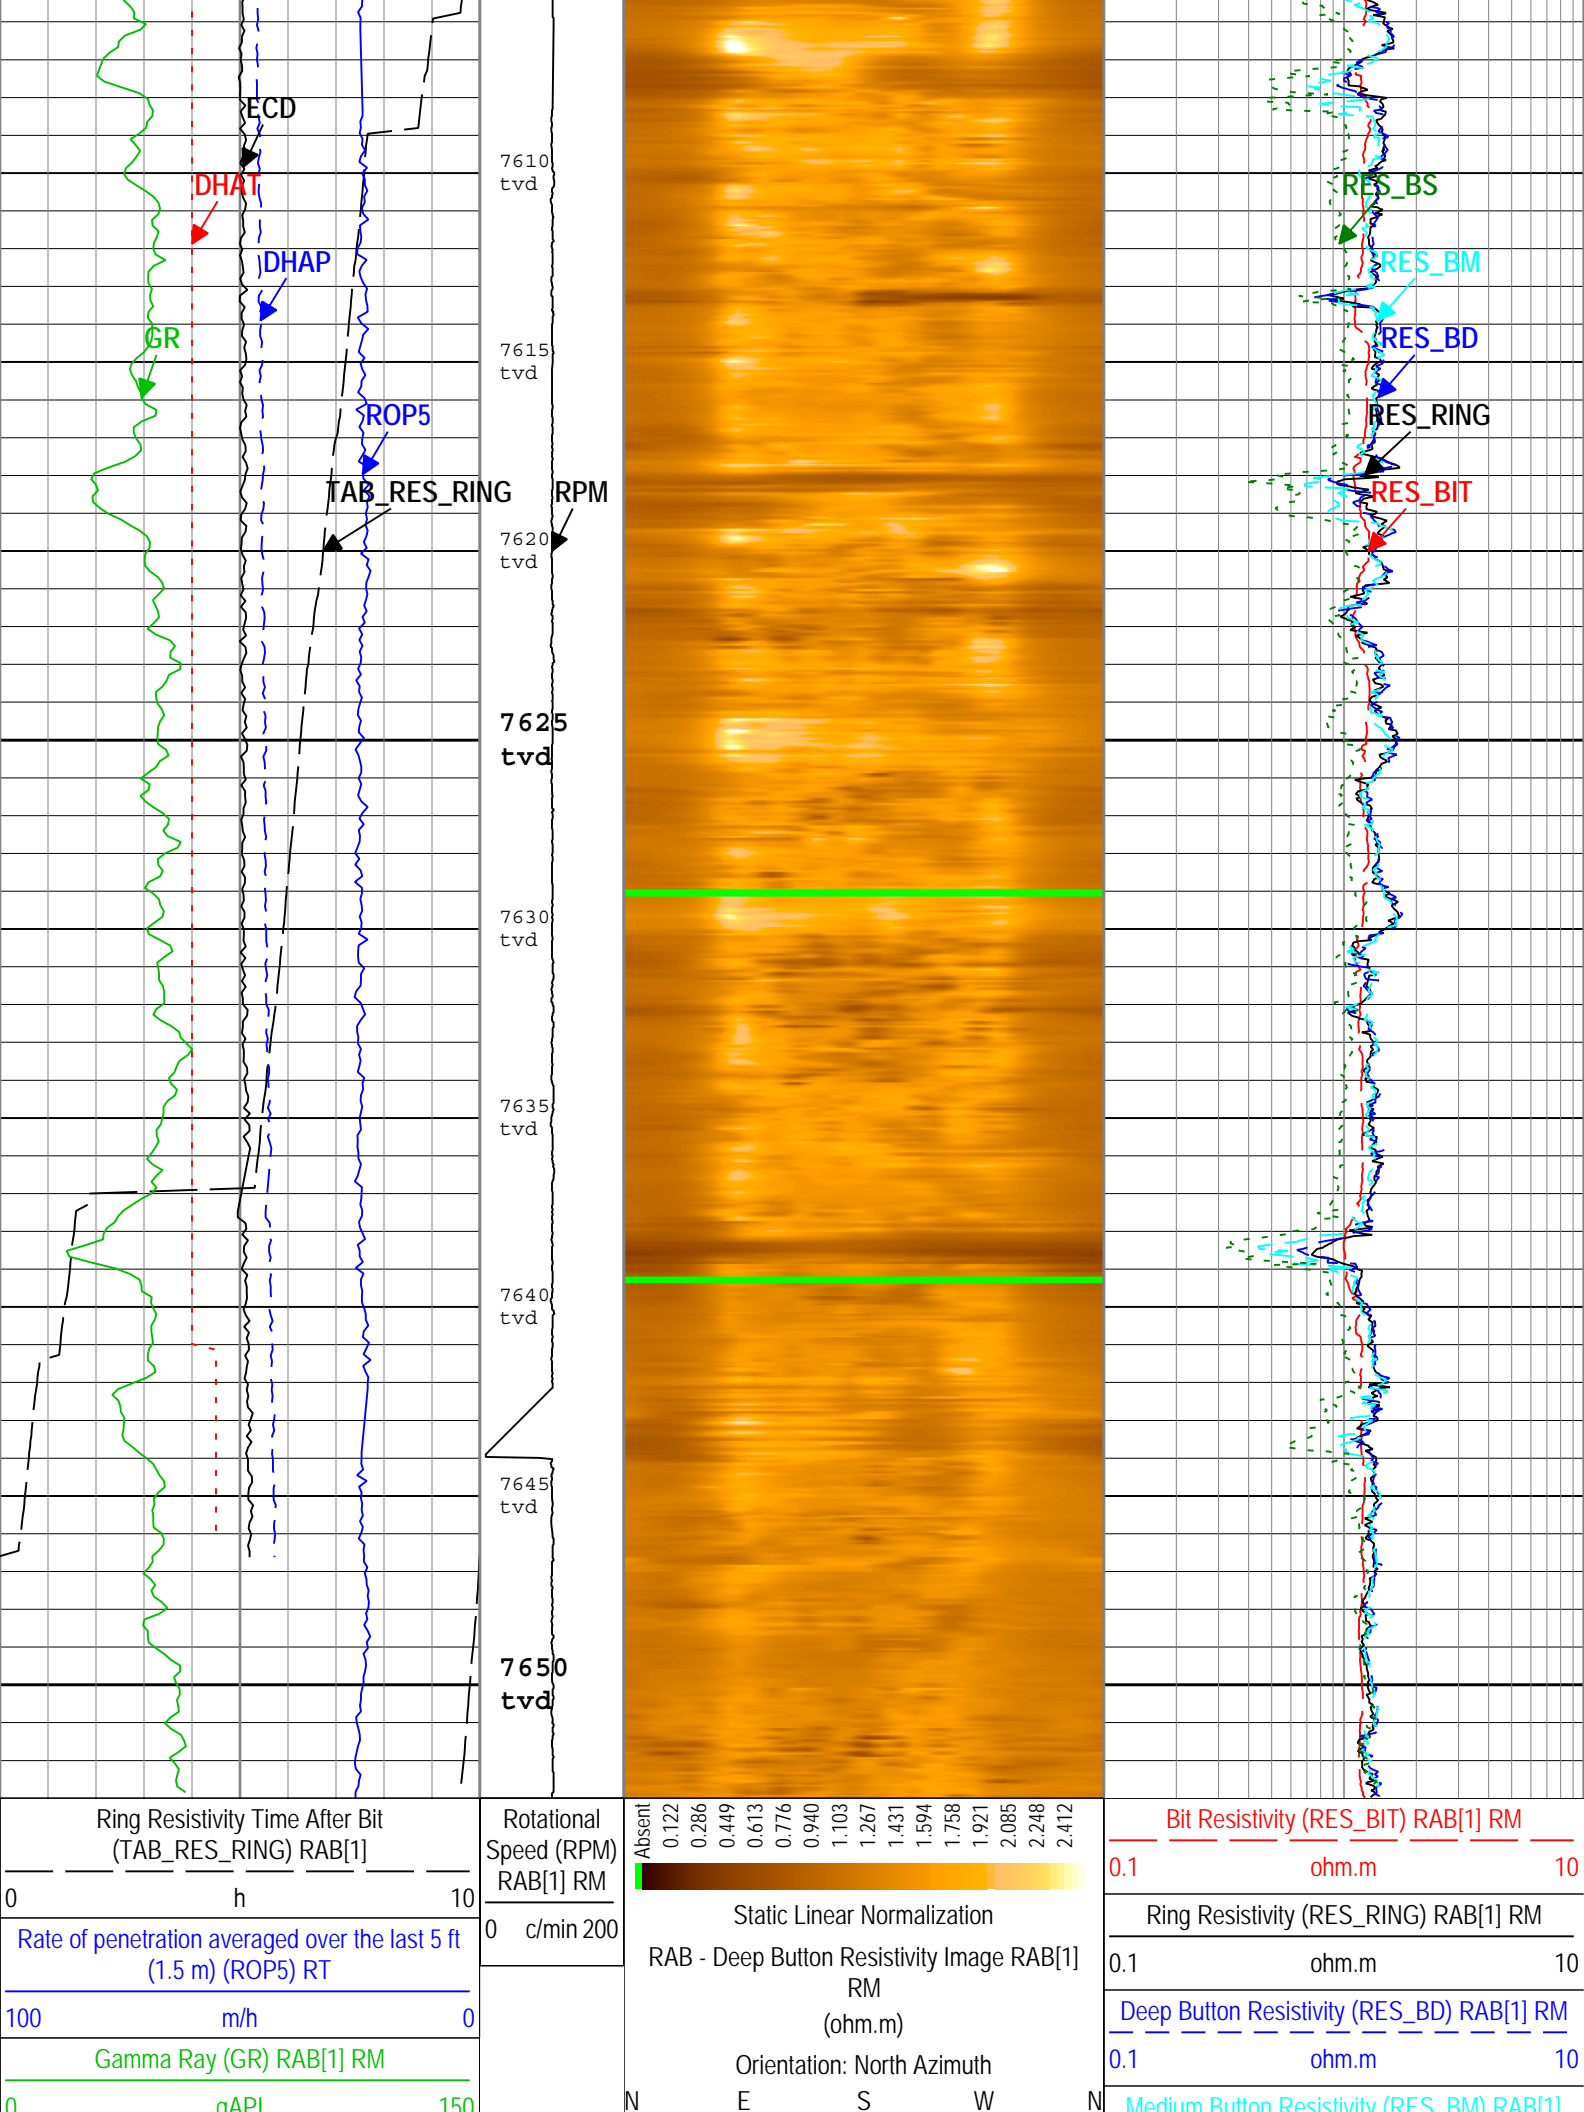 ECD
DHAT
DHAP
GR
ROP5
TAB_RES_RING
RPM
7610
tvd
7615
tvd
7620
tvd
7625
tvd
7630
tvd
7635
tvd
7640
tvd
7645
tvd
7650
tvd
RES_BS
RES_BM
RES_BD
RES_RING
RES_BIT
Ring Resistivity Time After Bit
(TAB_RES_RING) RAB[1]
0 h 10
Rate of penetration averaged over the last 5 ft
(1.5 m) (ROP5) RT
100 m/h 0
Gamma Ray (GR) RAB[1] RM
0 gAPI 150
Rotational
Speed (RPM)
RAB[1] RM
0 c/min 200
Absent 0.122 0.286 0.449 0.613 0.776 0.940 1.103 1.267 1.431 1.594 1.758 1.921 2.085 2.248 2.412
Static Linear Normalization
RAB - Deep Button Resistivity Image RAB[1]
RM
(ohm.m)
Orientation: North Azimuth
N E S W N
Bit Resistivity (RES_BIT) RAB[1] RM
0.1 ohm.m 10
Ring Resistivity (RES_RING) RAB[1] RM
0.1 ohm.m 10
Deep Button Resistivity (RES_BD) RAB[1] RM
0.1 ohm.m 10
Medium Button Resistivity (RES_BM) RAB[1]